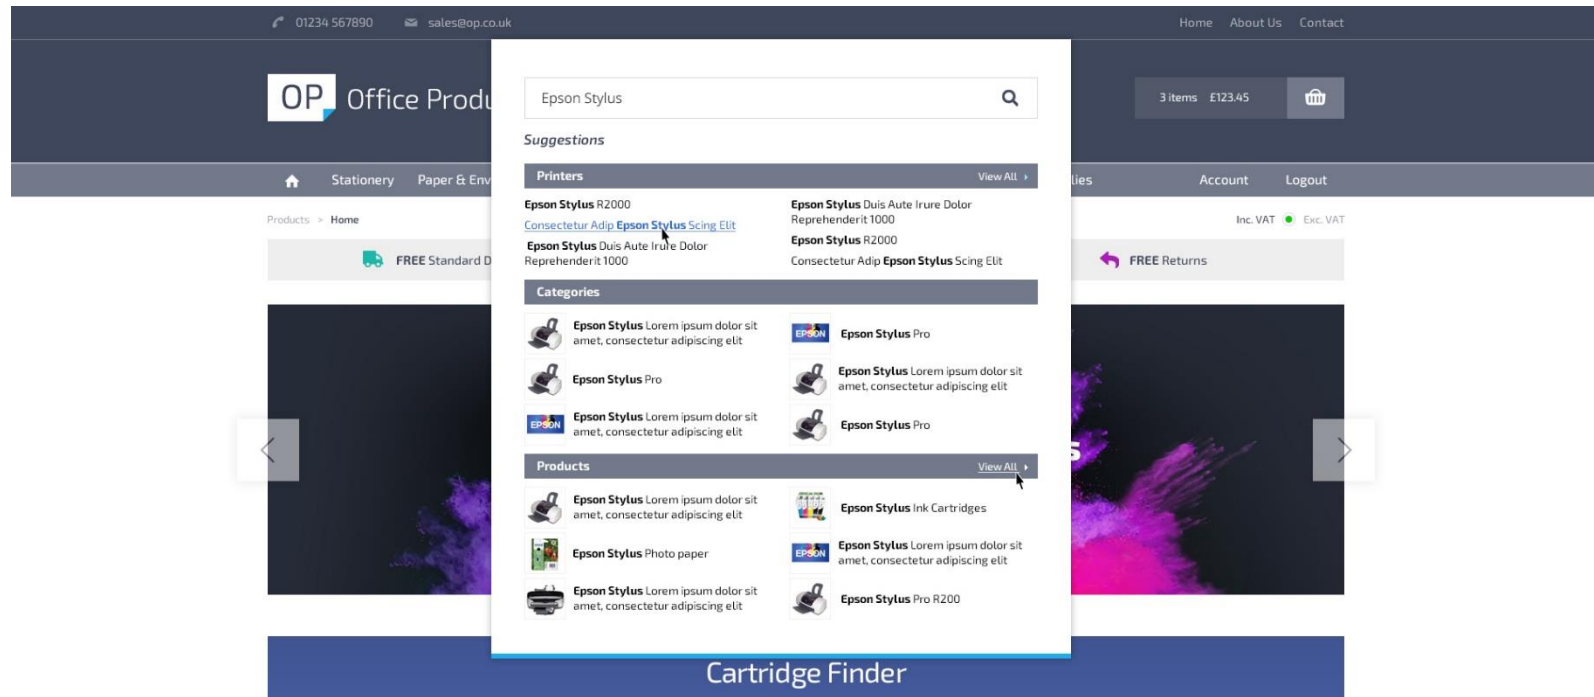 01234 567890 sales@op.co.uk Home About Us Contact
OP Office Produ
3 items £123.45
Epson Stylus
Suggestions
Stationery Paper & Env lies Account Logout
Printers View All
Products > Home
Inc. VAT Exc. VAT
Epson Stylus R2000
Consectetur Adip Epson Stylus Scing Elit
Epson Stylus Duis Aute Irure Dolor
Reprehenderit 1000
Epson Stylus Duis Aute Irure Dolor
Reprehenderit 1000
Epson Stylus R2000
Consectetur Adip Epson Stylus Scing Elit
FREE Standard D
FREE Returns
Categories
Epson Stylus Lorem ipsum dolor sit
amet, consectetur adipiscing elit
EPSON
Epson Stylus Pro
Epson Stylus Pro
Epson Stylus Lorem ipsum dolor sit
amet, consectetur adipiscing elit
EPSON
Epson Stylus Lorem ipsum dolor sit
amet, consectetur adipiscing elit
Epson Stylus Pro
s
Products View All
Epson Stylus Lorem ipsum dolor sit
amet, consectetur adipiscing elit
Epson Stylus Ink Cartridges
Epson Stylus Photo paper
EPSON
Epson Stylus Lorem ipsum dolor sit
amet, consectetur adipiscing elit
Epson Stylus Lorem ipsum dolor sit
amet, consectetur adipiscing elit
Epson Stylus Pro R200
Cartridge Finder